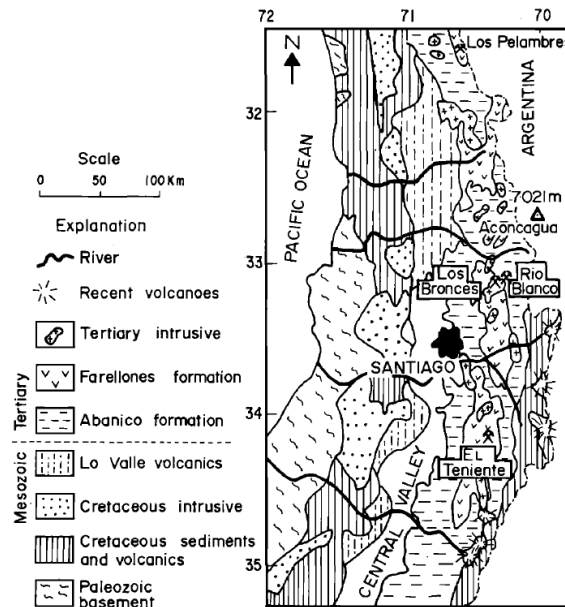 72
71
70
Los Pelambres
N
ARGENTINA
32
Scale
0 50 100 Km
PACIFIC OCEAN
7021m
Aconcagua
Explanation
River
33
Los
Bronces
Rio
Blanco
Recent volcanoes
Tertiary intrusive
SANTIAGO
Tertiary
Farellones formation
Abanico formation
34
EL
Teniente
Mesozoic
Lo Valle volcanics
CENTRAL VALLEY
Cretaceous intrusive
Cretaceous sediments
and volcanics
35
Paleozoic
basement